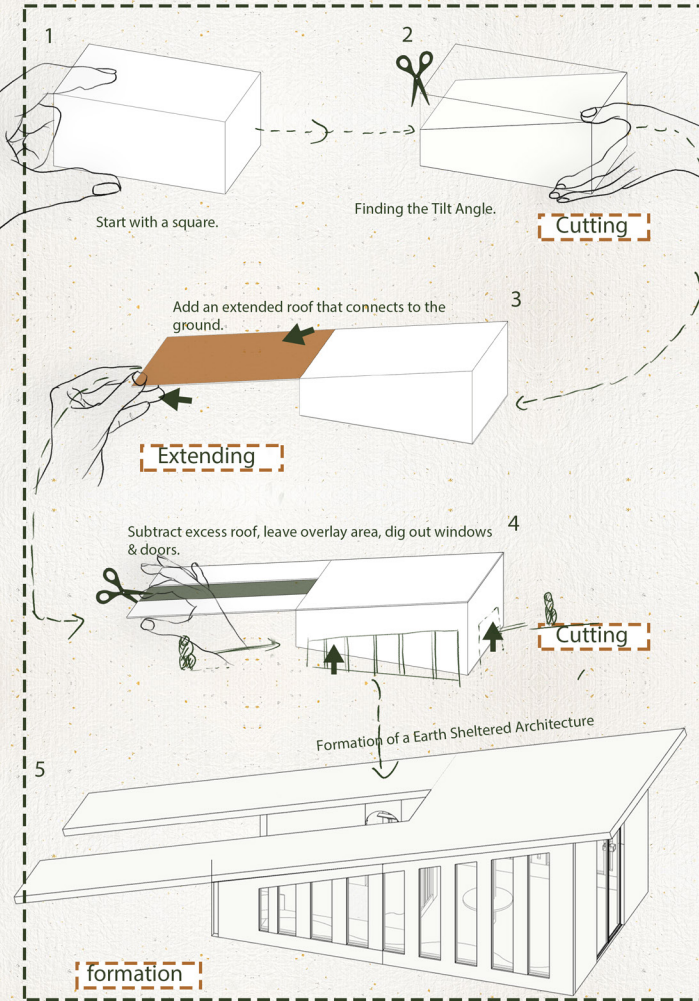 1
2
Start with a square.
Finding the Tilt Angle.
Cutting
3
Add an extended roof that connects to the
ground.
Extending
4
Subtract excess roof, leave overlay area, dig out windows
& doors.
Cutting
Formation of a Earth Sheltered Architecture
5
formation